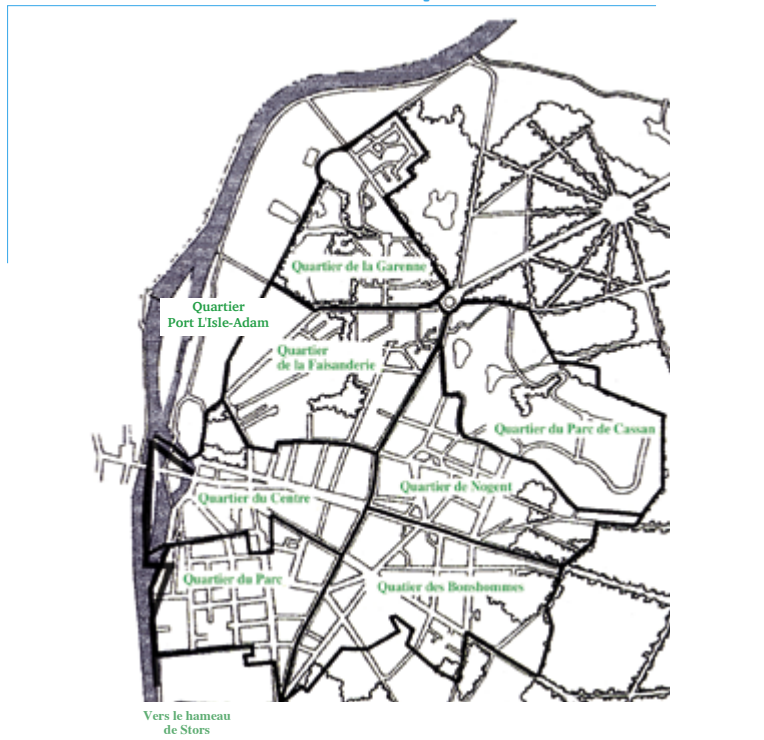 Quartier de la Garenne
Quartier
Port L'Isle-Adam
Quartier
de la Faisanderie
Quartier du Parc de Cassan
Quartier de Nogent
Quartier du Centre
Quartier du Parc
Quatier des Bonshommes
Vers le hameau
de Stors